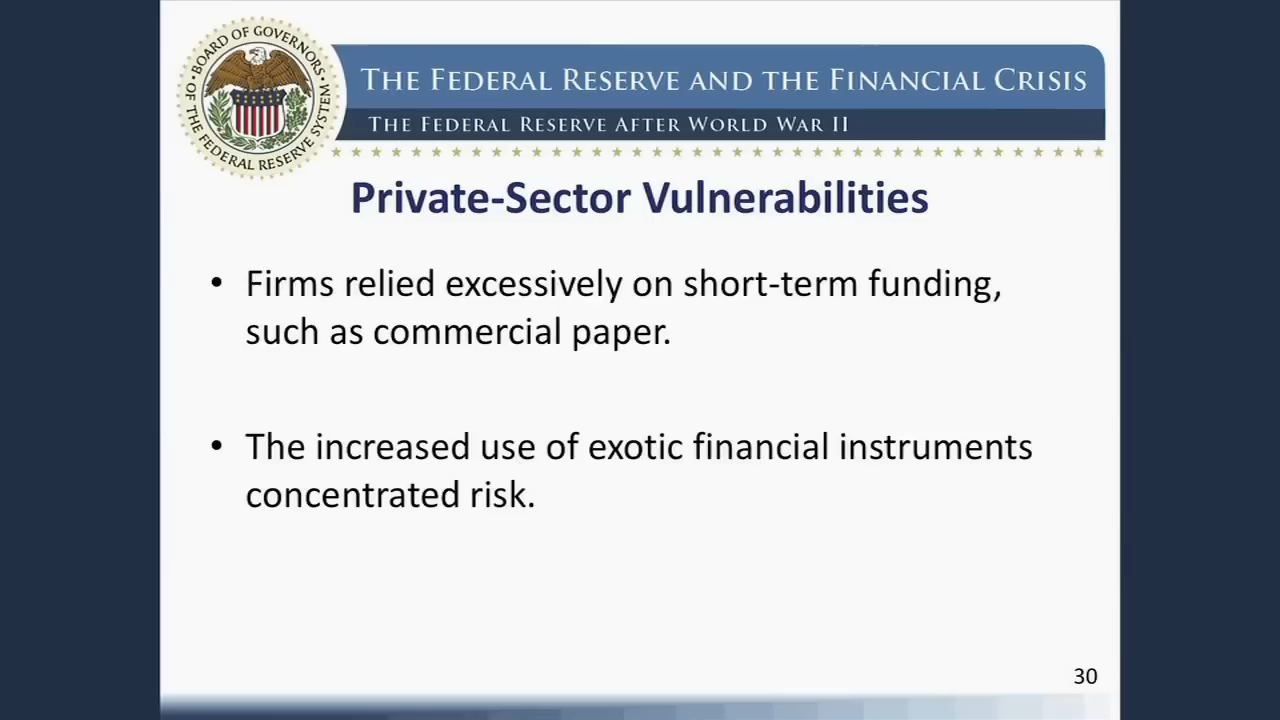 BOARD OF GOVERNORS
OF THE FEDERAL RESERVE SYSTEM
THE FEDERAL RESERVE AND THE FINANCIAL CRISIS
THE FEDERAL RESERVE AFTER WORLD WAR II
Private-Sector Vulnerabilities
• Firms relied excessively on short-term funding,
such as commercial paper.
• The increased use of exotic financial instruments
concentrated risk.
30